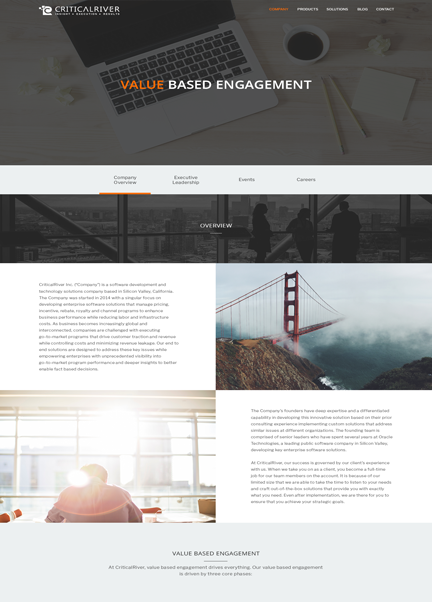 CRITICALRIVER
INSIGHT • EXECUTION • RESULTS
COMPANY PRODUCTS SOLUTIONS BLOG CONTACT
VALUE BASED ENGAGEMENT
Company Overview
Executive Leadership
Events
Careers
OVERVIEW
CriticalRiver Inc. ("Company") is a software development and
technology solutions company based in Silicon Valley, California.
The Company was started in 2014 with a singular focus on
developing enterprise software solutions that manage pricing,
incentive, rebate, royalty and channel programs to enhance
business performance while reducing labor and infrastructure
costs. As business becomes increasingly global and
interconnected, companies are challenged with executing
go-to-market programs that drive customer traction and revenue
while controlling costs and minimizing revenue leakage. Our end to
end solutions are designed to address these key issues while
empowering enterprises with unprecedented visibility into
go-to-market program performance and deeper insights to better
enable fact based decisions.
The Company's founders have deep expertise and a differentiated
capability in developing this innovative solution based on their prior
consulting experience implementing custom solutions that address
similar issues at different organizations. The founding team is
comprised of senior leaders who have spent several years at Oracle
Technologies, a leading public software company in Silicon Valley,
developing key enterprise software solutions.
At CriticalRiver, our success is governed by our client's experience
with us. When we take you on as a client, you become a full-time
job for our team members on the account. It is because of our
limited size that we are able to take the time to listen to your needs
and craft out-of-the-box solutions that provide you with exactly
what you need. Even after implementation, we are there for you to
ensure that you achieve your strategic goals.
VALUE BASED ENGAGEMENT
At CriticalRiver, value based engagement drives everything. Our value based engagement
is driven by three core phases: